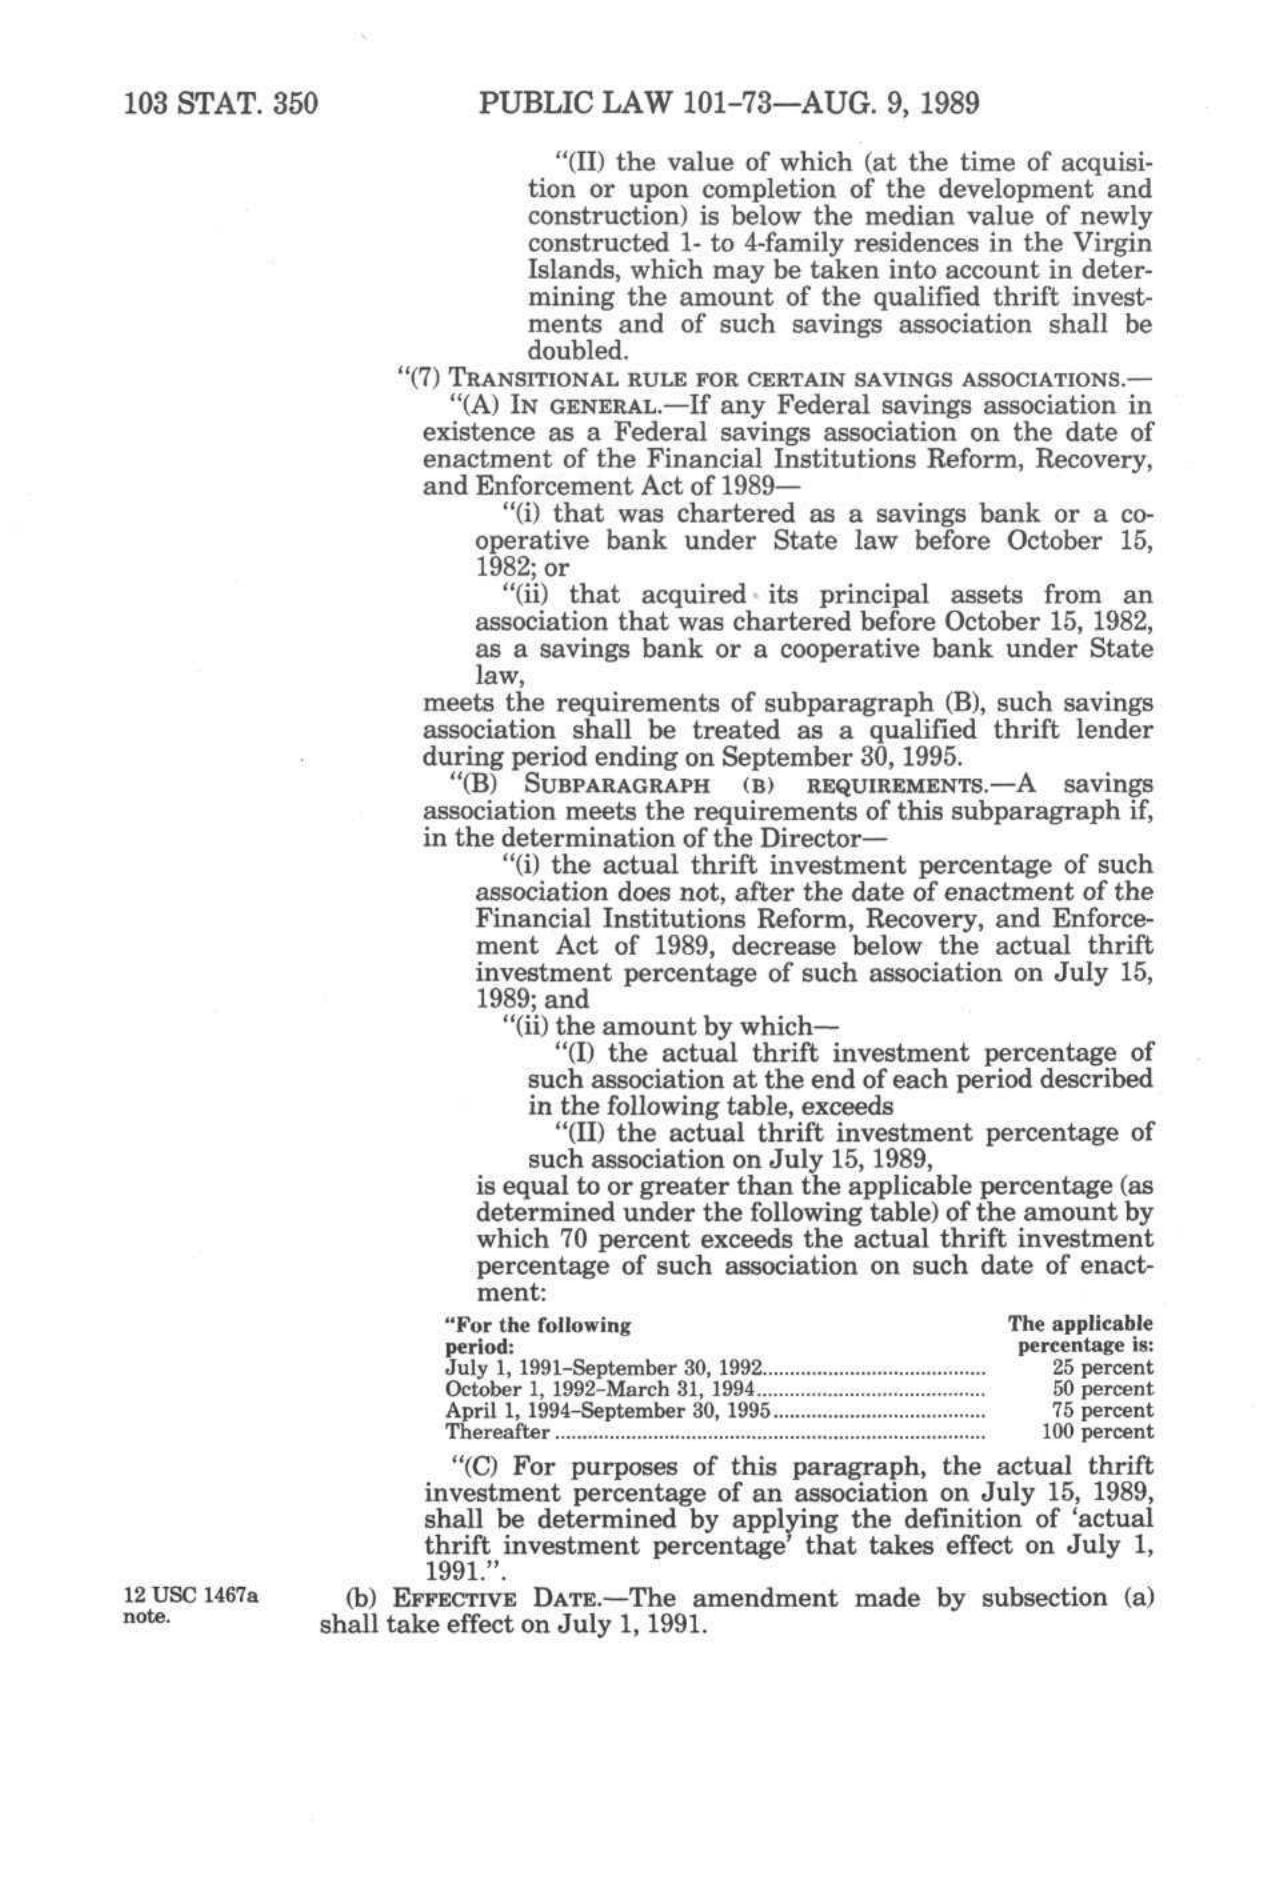 103 STAT. 350 PUBLIC LAW 101–73—AUG. 9, 1989
“(II) the value of which (at the time of acquisi-
tion or upon completion of the development and
construction) is below the median value of newly
constructed 1- to 4-family residences in the Virgin
Islands, which may be taken into account in deter-
mining the amount of the qualified thrift invest-
ments and of such savings association shall be
doubled.
“(7) TRANSITIONAL RULE FOR CERTAIN SAVINGS ASSOCIATIONS.—
“(A) IN GENERAL.—If any Federal savings association in
existence as a Federal savings association on the date of
enactment of the Financial Institutions Reform, Recovery,
and Enforcement Act of 1989—
“(i) that was chartered as a savings bank or a co-
operative bank under State law before October 15,
1982; or
“(ii) that acquired its principal assets from an
association that was chartered before October 15, 1982,
as a savings bank or a cooperative bank under State
law,
meets the requirements of subparagraph (B), such savings
association shall be treated as a qualified thrift lender
during period ending on September 30, 1995.
“(B) SUBPARAGRAPH (B) REQUIREMENTS.—A savings
association meets the requirements of this subparagraph if,
in the determination of the Director—
“(i) the actual thrift investment percentage of such
association does not, after the date of enactment of the
Financial Institutions Reform, Recovery, and Enforce-
ment Act of 1989, decrease below the actual thrift
investment percentage of such association on July 15,
1989; and
“(ii) the amount by which—
“(I) the actual thrift investment percentage of
such association at the end of each period described
in the following table, exceeds
“(II) the actual thrift investment percentage of
such association on July 15, 1989,
is equal to or greater than the applicable percentage (as
determined under the following table) of the amount by
which 70 percent exceeds the actual thrift investment
percentage of such association on such date of enact-
ment:
“For the following The applicable
period: percentage is:
July 1, 1991–September 30, 1992.......................................... 25 percent
October 1, 1992–March 31, 1994.......................................... 50 percent
April 1, 1994–September 30, 1995........................................ 75 percent
Thereafter ................................................................................ 100 percent
“(C) For purposes of this paragraph, the actual thrift
investment percentage of an association on July 15, 1989,
shall be determined by applying the definition of ‘actual
thrift investment percentage’ that takes effect on July 1,
1991.”.
12 USC 1467a (b) EFFECTIVE DATE.—The amendment made by subsection (a)
note. shall take effect on July 1, 1991.